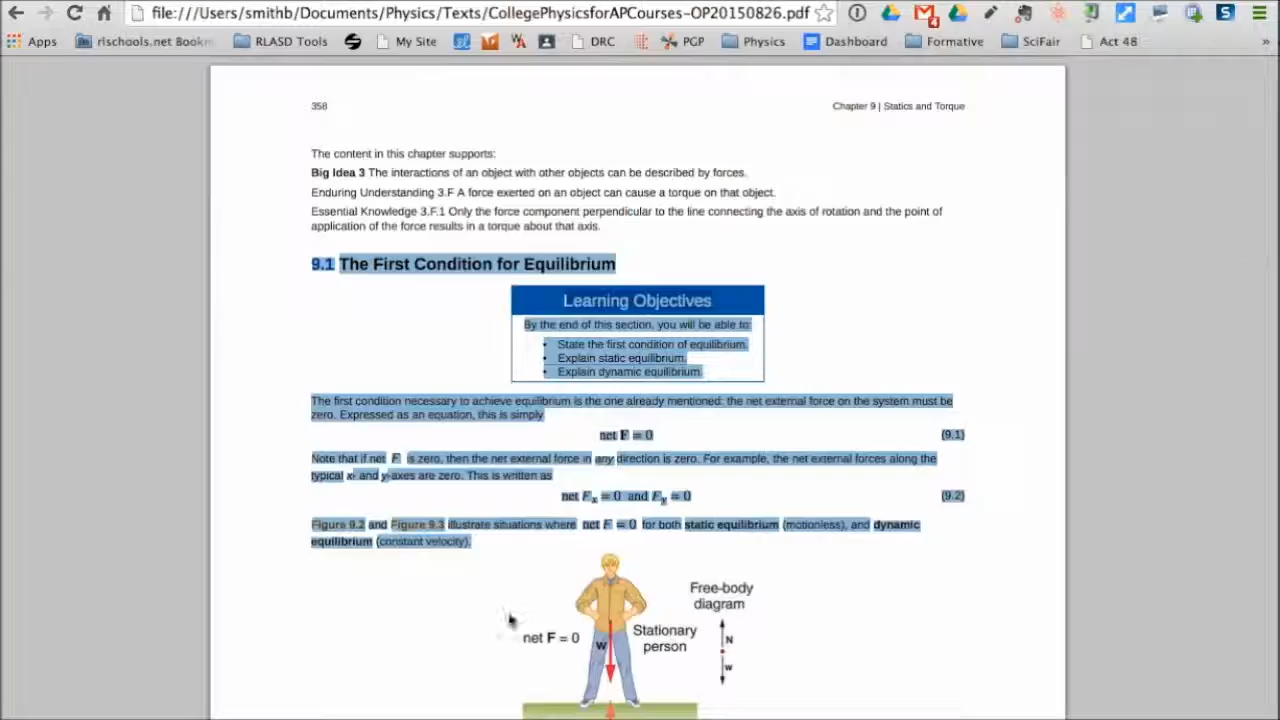 file:///Users/smithb/Documents/Physics/Texts/CollegePhysicsforAPCourses-OP20150826.pdf
4
S
Apps
rlschools.net Bookm
RLASD Tools
My Site
DRC
PGP
Physics
Dashboard
Formative
SciFair
Act 48
»
358
Chapter 9 | Statics and Torque
The content in this chapter supports:
Big Idea 3 The interactions of an object with other objects can be described by forces.
Enduring Understanding 3.F A force exerted on an object can cause a torque on that object.
Essential Knowledge 3.F.1 Only the force component perpendicular to the line connecting the axis of rotation and the point of
application of the force results in a torque about that axis.
9.1 The First Condition for Equilibrium
Learning Objectives
By the end of this section, you will be able to:
• State the first condition of equilibrium.
• Explain static equilibrium.
• Explain dynamic equilibrium.
The first condition necessary to achieve equilibrium is the one already mentioned: the net external force on the system must be
zero. Expressed as an equation, this is simply
net F = 0 (9.1)
Note that if net F is zero, then the net external force in any direction is zero. For example, the net external forces along the
typical x- and y-axes are zero. This is written as
net Fx = 0 and Fy = 0 (9.2)
Figure 9.2 and Figure 9.3 illustrate situations where net F = 0 for both static equilibrium (motionless), and dynamic
equilibrium (constant velocity).
Free-body
diagram
net F = 0
w
Stationary
person
N
w